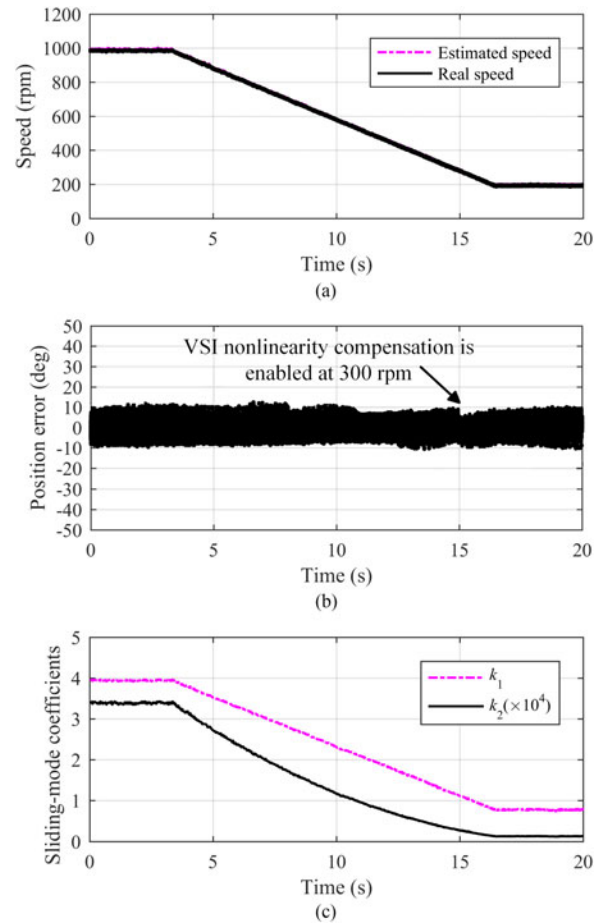 1200
1000
800
600
400
200
0
Speed (rpm)
Estimated speed
Real speed
0 5 10 15 20
Time (s)
(a)
50
40
30
20
10
0
-10
-20
-30
-40
-50
Position error (deg)
VSI nonlinearity compensation is
enabled at 300 rpm
0 5 10 15 20
Time (s)
(b)
5
4
3
2
1
0
Sliding-mode coefficients
k₁
k₂(×10⁴)
0 5 10 15 20
Time (s)
(c)